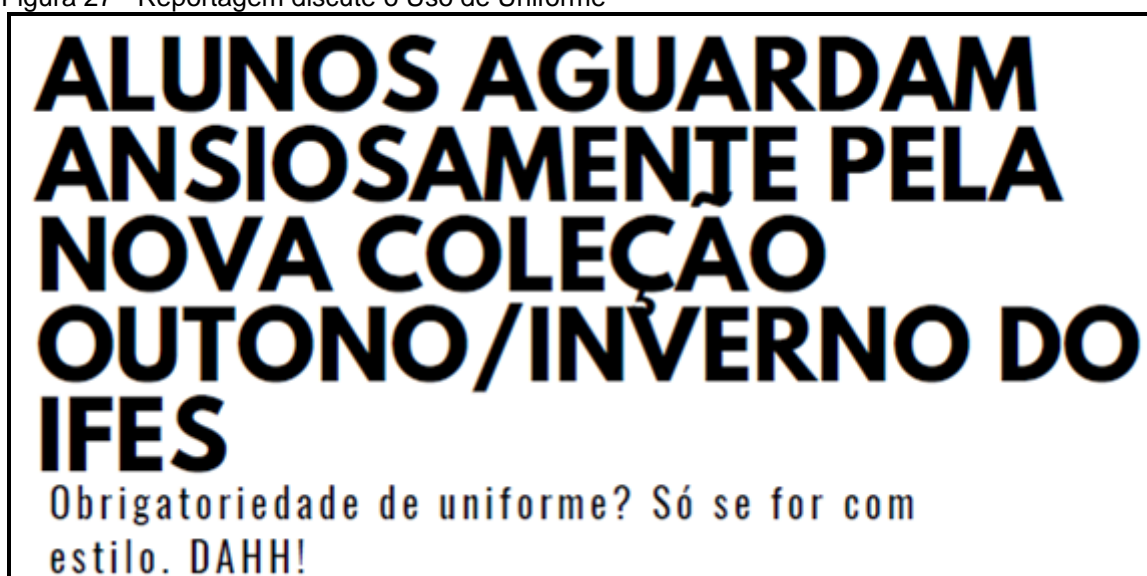 Figura 27 - Reportagem discute o Uso de Uniforme
ALUNOS AGUARDAM
ANSIOSAMENTE PELA
NOVA COLEÇÃO
OUTONO/INVERNO DO
IFES
Obrigatoriedade de uniforme? Só se for com
estilo. DAHH!